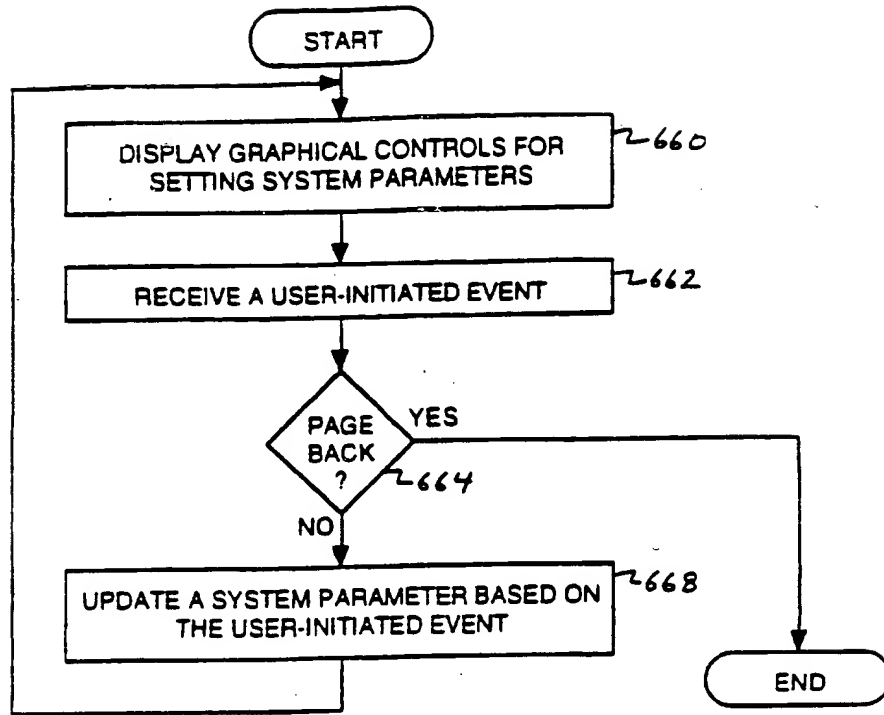 START
DISPLAY GRAPHICAL CONTROLS FOR
SETTING SYSTEM PARAMETERS
660
RECEIVE A USER-INITIATED EVENT
662
PAGE
BACK
?
YES
664
NO
UPDATE A SYSTEM PARAMETER BASED ON
THE USER-INITIATED EVENT
668
END